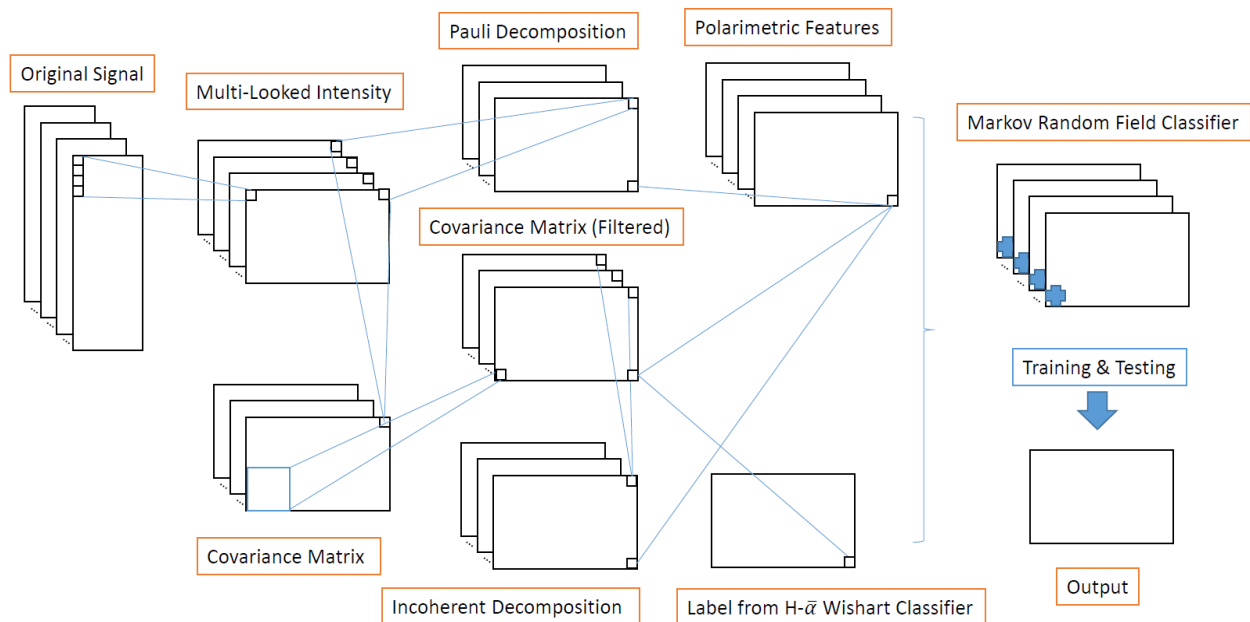 Original Signal
Multi-Looked Intensity
Pauli Decomposition
Polarimetric Features
Markov Random Field Classifier
Covariance Matrix (Filtered)
Training & Testing
Covariance Matrix
Incoherent Decomposition
Label from H-ᾱ Wishart Classifier
Output